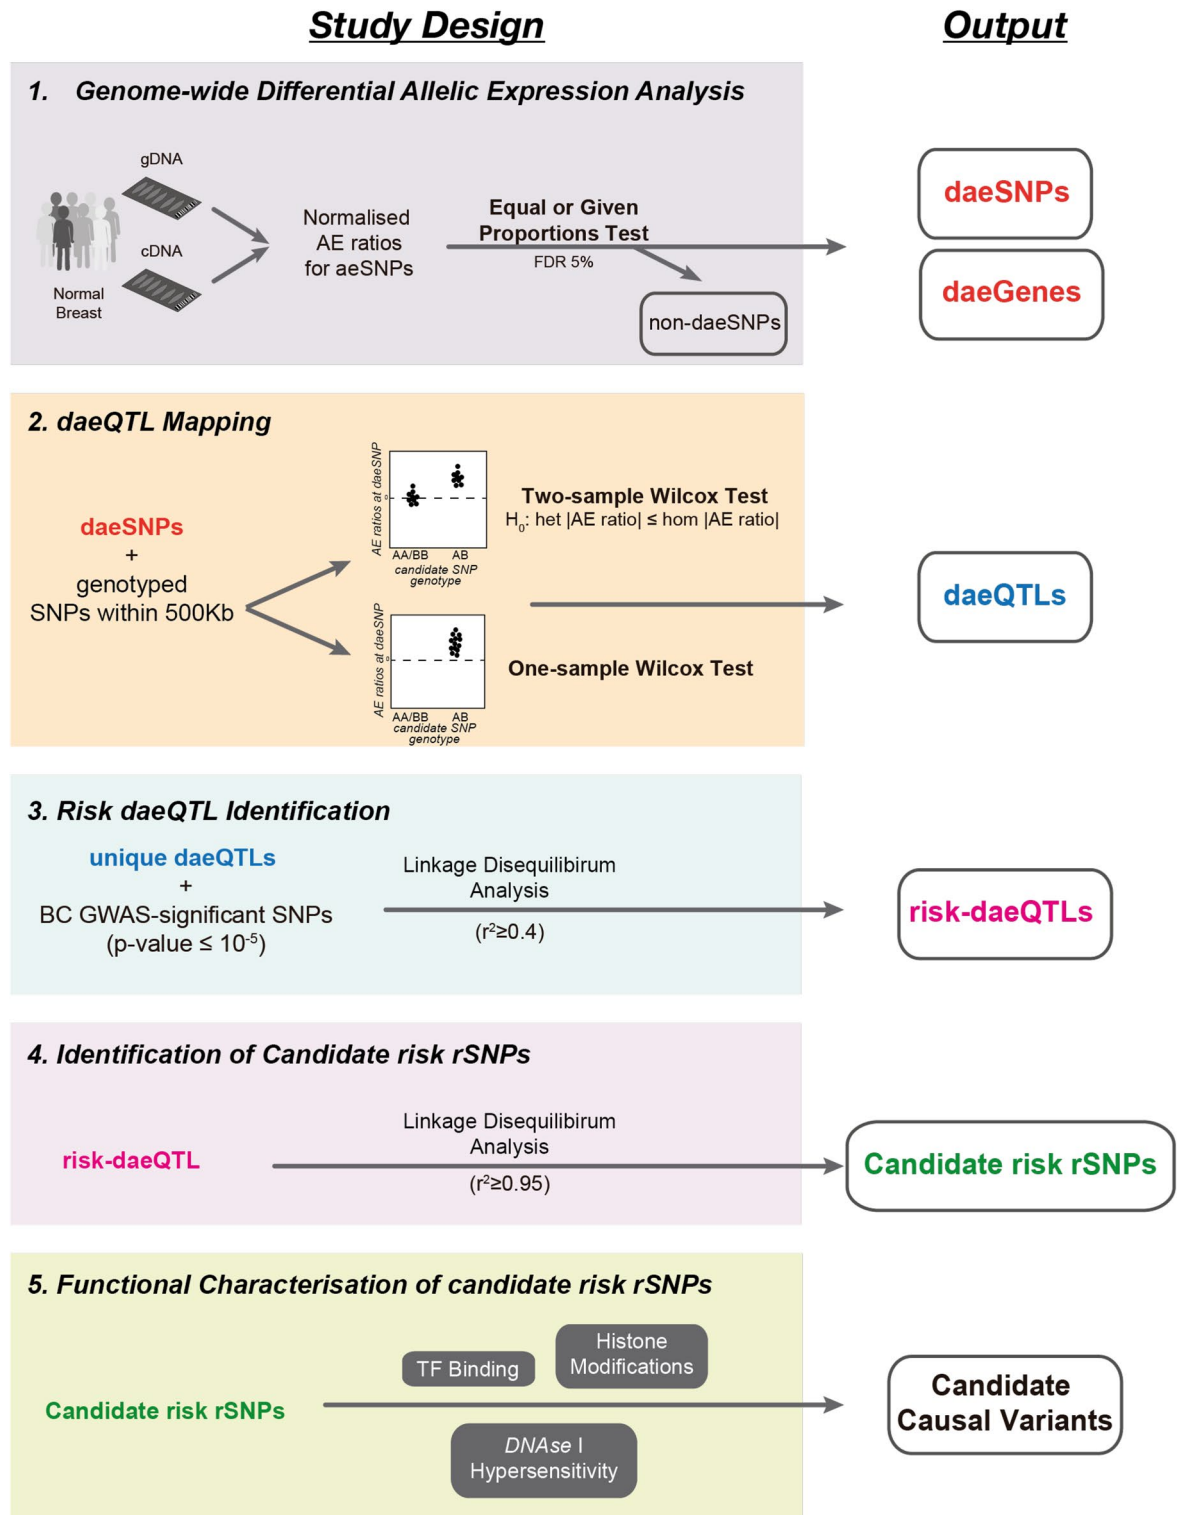 Study Design
Output
1. Genome-wide Differential Allelic Expression Analysis
gDNA
cDNA
Normal
Breast
Normalised
AE ratios
for aeSNPs
Equal or Given
Proportions Test
FDR 5%
non-daeSNPs
daeSNPs
daeGenes
2. daeQTL Mapping
daeSNPs
+
genotyped
SNPs within 500Kb
AE ratios at daeSNP
0
AA/BB AB
candidate SNP
genotype
Two-sample Wilcox Test
H₀: het |AE ratio| ≤ hom |AE ratio|
AE ratios at daeSNP
0
AA/BB AB
candidate SNP
genotype
One-sample Wilcox Test
daeQTLs
3. Risk daeQTL Identification
unique daeQTLs
+
BC GWAS-significant SNPs
(p-value ≤ 10⁻⁵)
Linkage Disequilibirum
Analysis
(r²≥0.4)
risk-daeQTLs
4. Identification of Candidate risk rSNPs
risk-daeQTL
Linkage Disequilibirum
Analysis
(r²≥0.95)
Candidate risk rSNPs
5. Functional Characterisation of candidate risk rSNPs
Candidate risk rSNPs
TF Binding
Histone
Modifications
DNAse I
Hypersensitivity
Candidate
Causal Variants